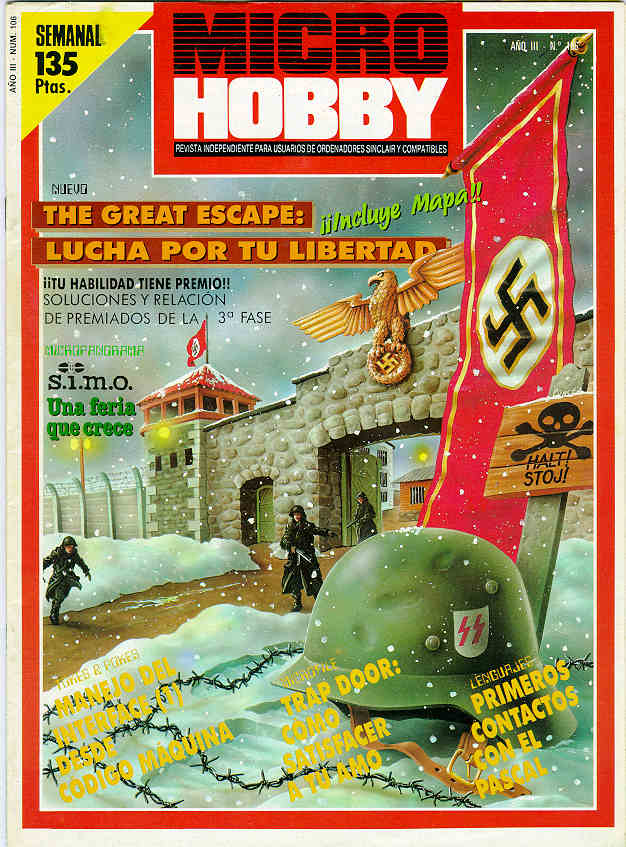 AÑO III - NUM. 106
SEMANAL
135
Ptas.
MICRO
HOBBY
AÑO III - N.º 106
REVISTA INDEPENDIENTE PARA USUARIOS DE ORDENADORES SINCLAIR Y COMPATIBLES
NUEVO
THE GREAT ESCAPE:
¡¡Incluye Mapa!!
LUCHA POR TU LIBERTAD
¡¡TU HABILIDAD TIENE PREMIO!!
SOLUCIONES Y RELACIÓN
DE PREMIADOS DE LA 3ª FASE
MICROPANORAMA
s.i.m.o.
Una feria
que crece
HALT!
STOJ!
TOKES & POKES
MANEJO DEL
INTERFACE (1)
DESDE
CÓDIGO MÁQUINA
TRAP DOOR:
CÓMO
SATISFACER
A TU AMO
LENGUAJES
PRIMEROS
CONTACTOS
CON EL
PASCAL